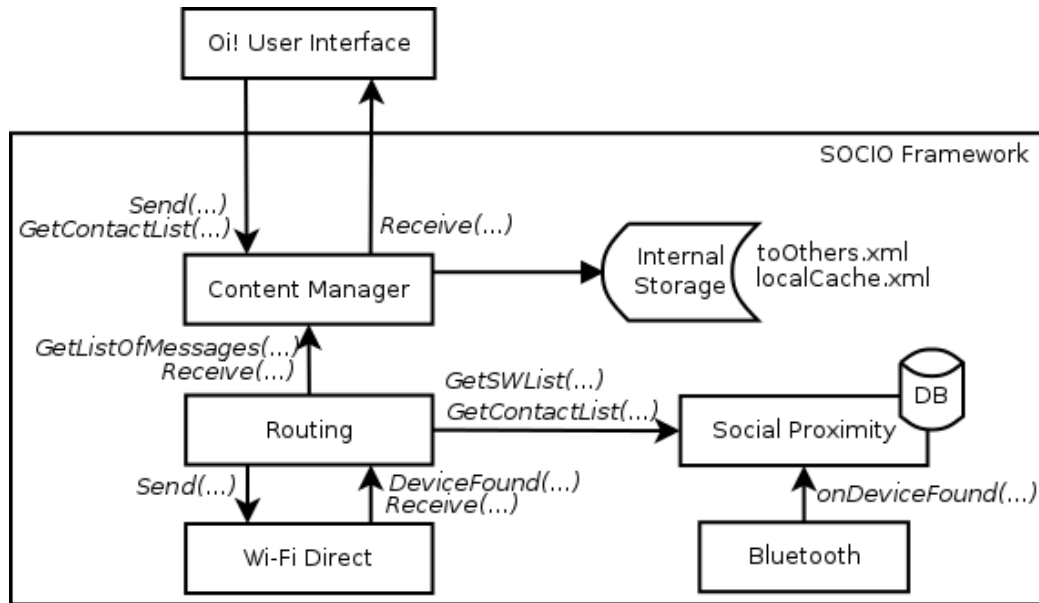 Oi! User Interface
SOCIO Framework
Send(...)
GetContactList(...)
Receive(...)
Internal
Storage
toOthers.xml
localCache.xml
Content Manager
GetListOfMessages(...)
Receive(...)
GetSWList(...)
GetContactList(...)
DB
Routing
Social Proximity
Send(...)
DeviceFound(...)
Receive(...)
onDeviceFound(...)
Wi-Fi Direct
Bluetooth